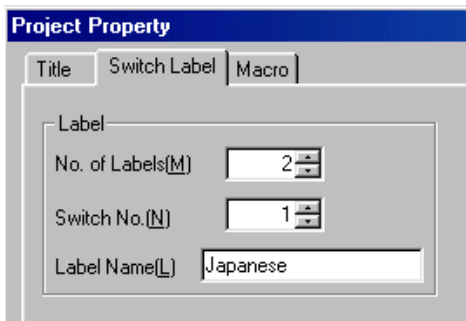 Project Property
Title Switch Label Macro
Label
No. of Labels(M) 2
Switch No.(N) 1
Label Name(L) Japanese